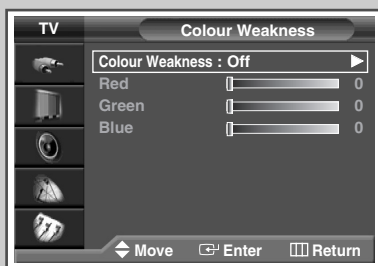 TV
Colour Weakness
Colour Weakness : Off
Red 0
Green 0
Blue 0
Move Enter Return